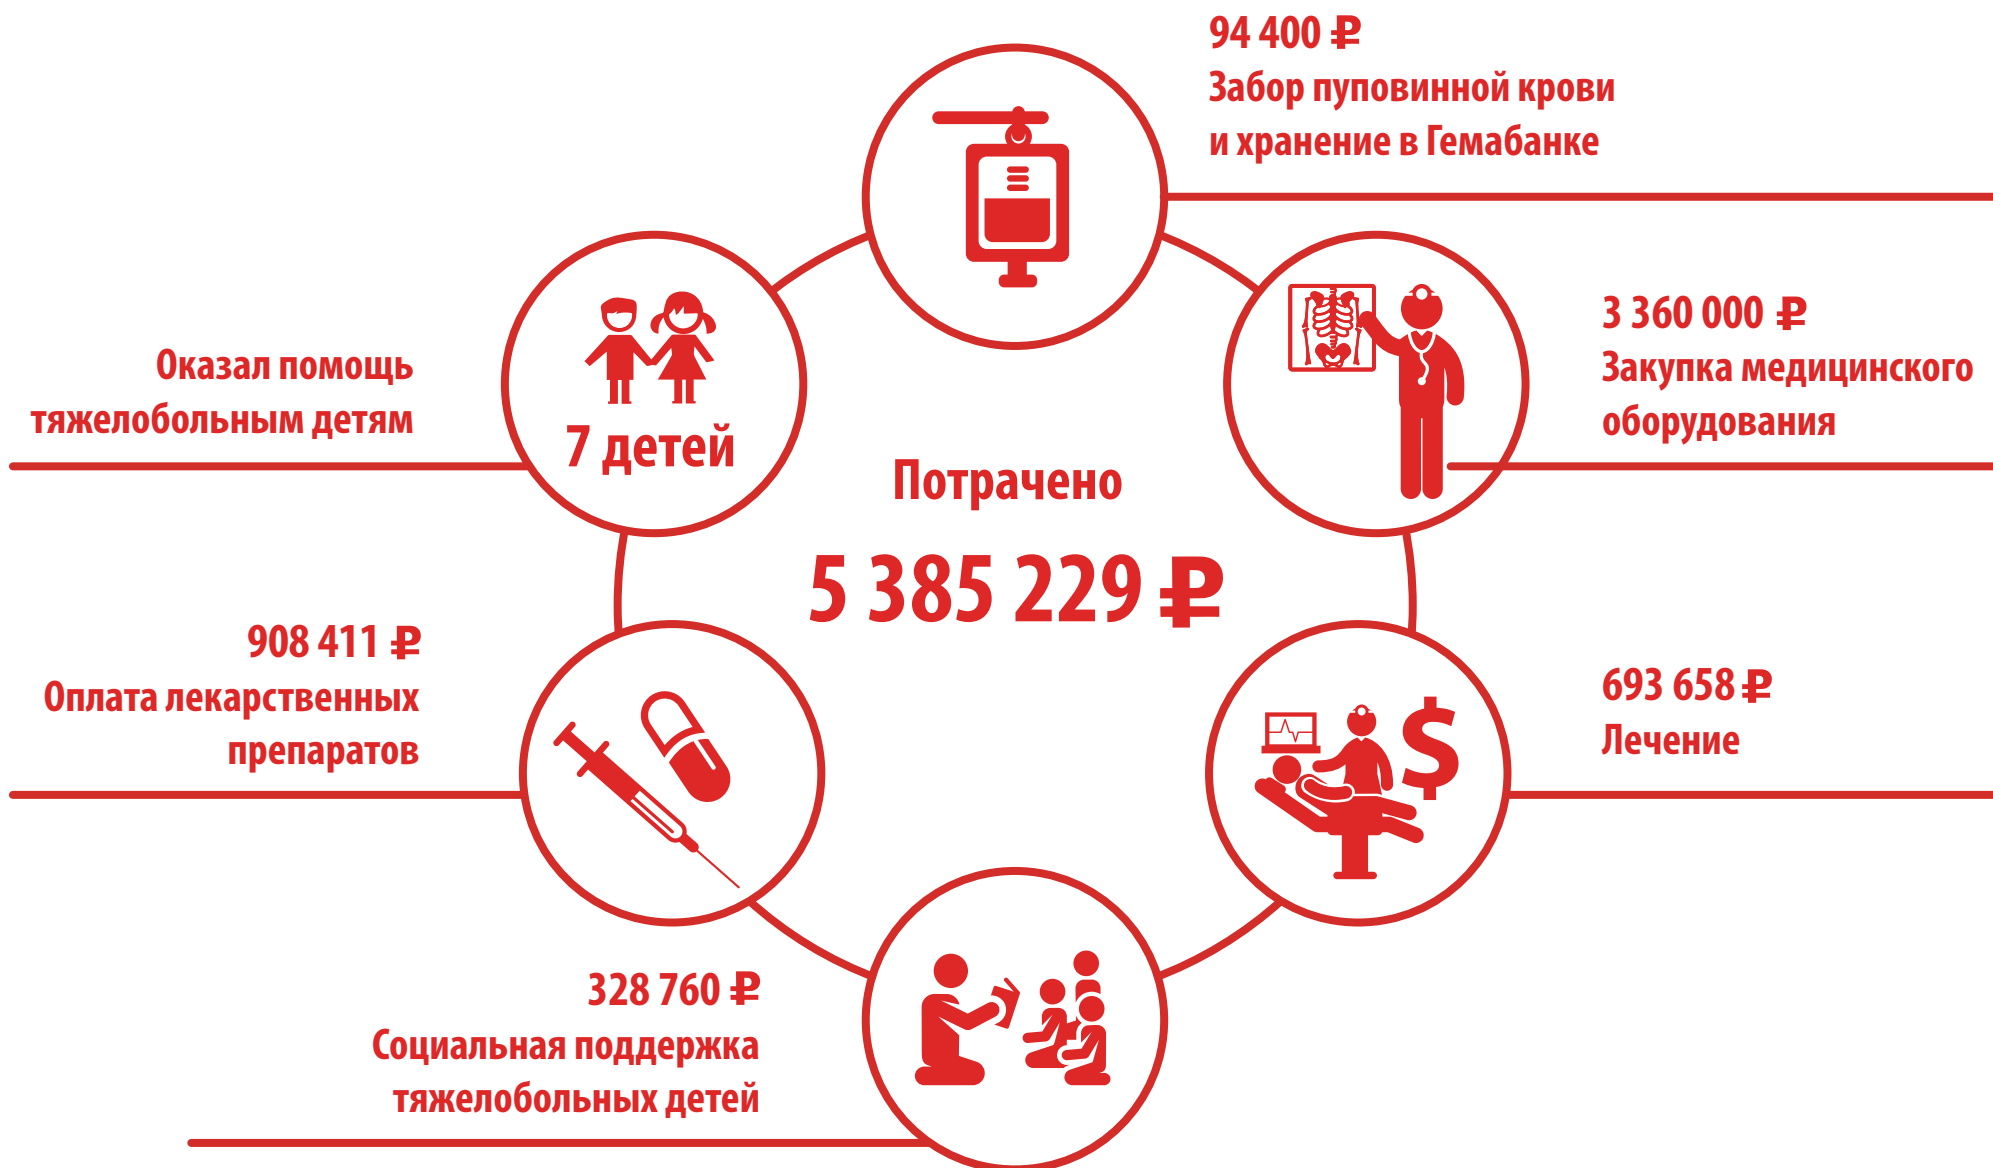 94 400 ₽
Забор пуповинной крови
и хранение в Гемабанке
3 360 000 ₽
Закупка медицинского
оборудования
Оказал помощь
тяжелобольным детям
7 детей
Потрачено
5 385 229 ₽
908 411 ₽
Оплата лекарственных
препаратов
693 658 ₽
Лечение
$
328 760 ₽
Социальная поддержка
тяжелобольных детей